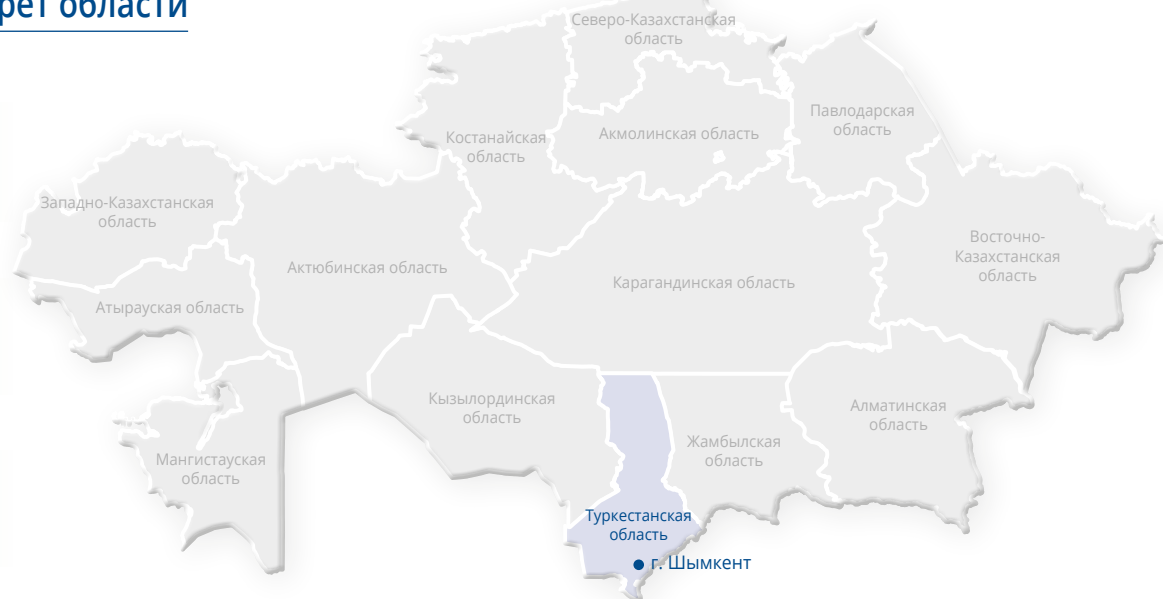 рет области
Северо-Казахстанская
область
Павлодарская
область
Костанайская
область
Акмолинская область
Западно-Казахстанская
область
Восточно-
Казахстанская
область
Актюбинская область
Карагандинская область
Атырауская область
Кызылординская
область
Алматинская
область
Жамбылская
область
Мангистауская
область
Туркестанская
область
г. Шымкент